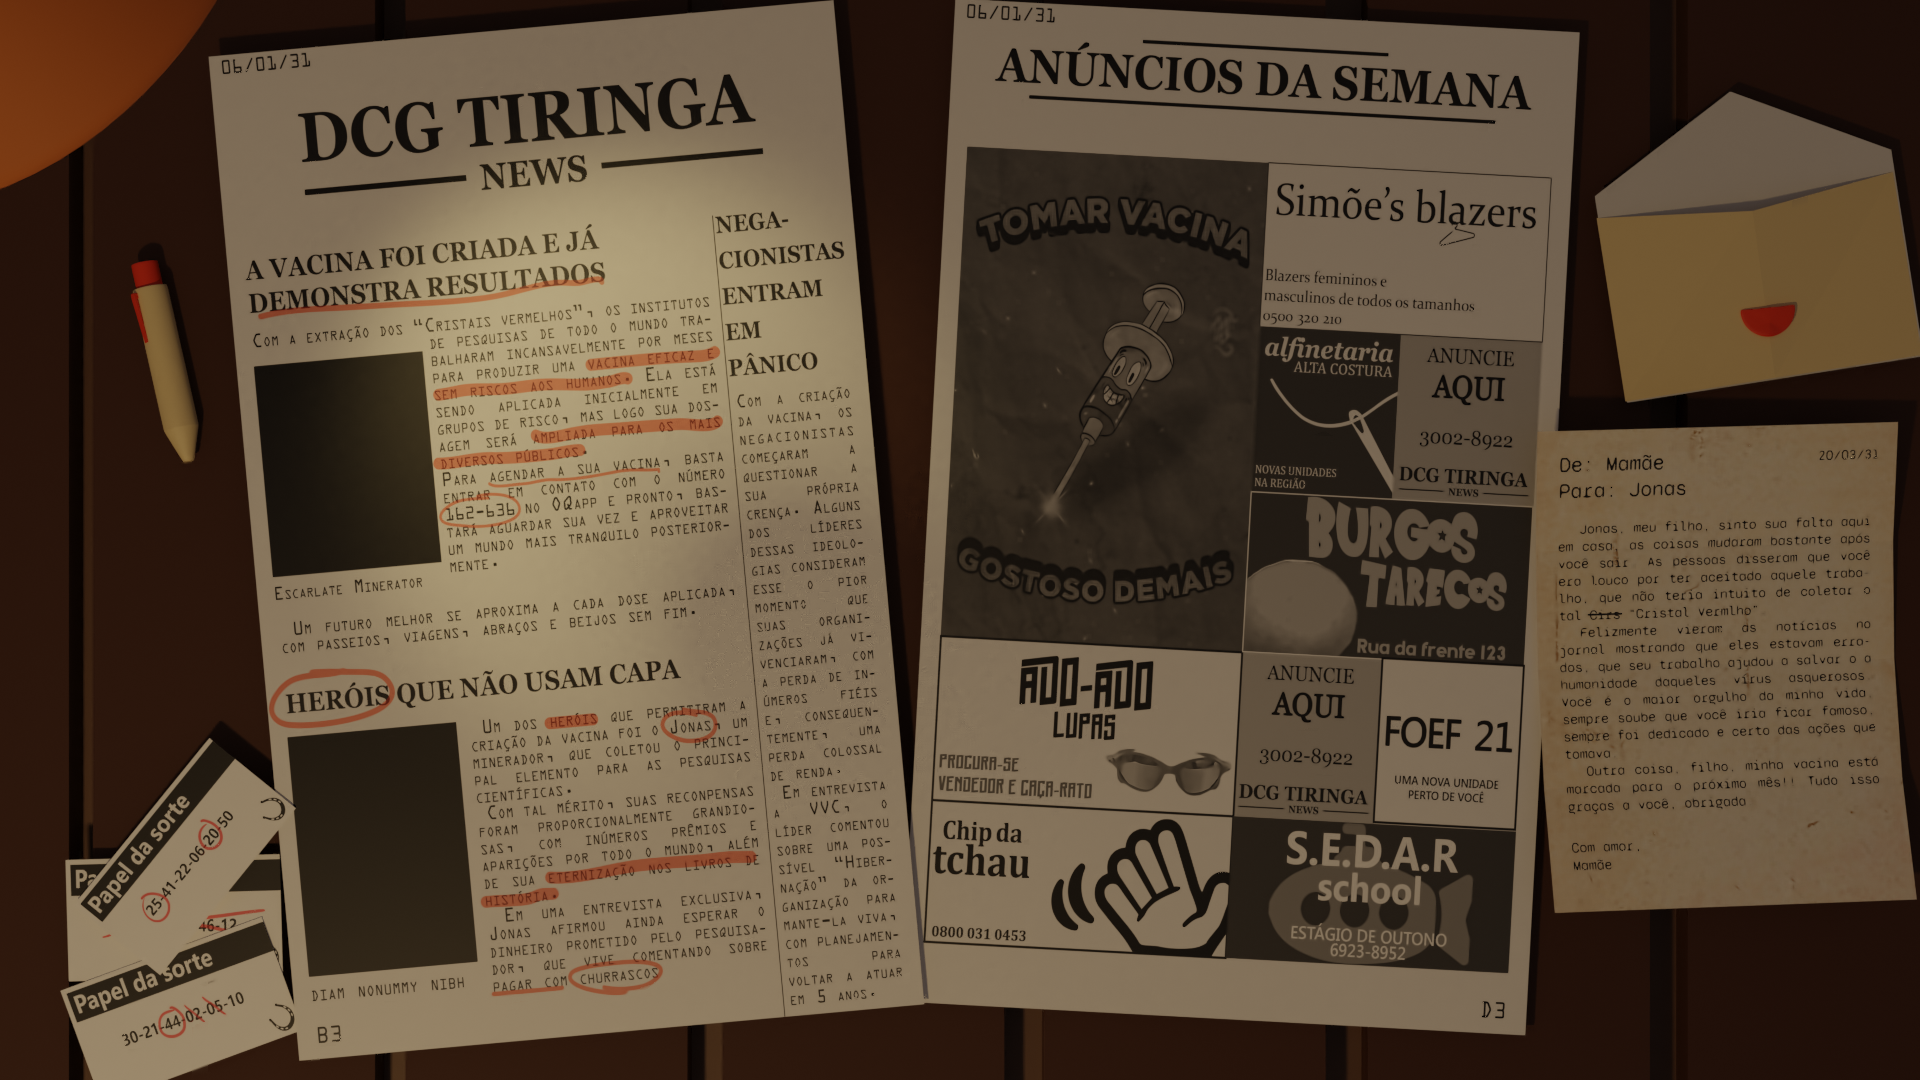 06/01/31
DCG TIRINGA
NEWS
A VACINA FOI CRIADA E JÁ
DEMONSTRA RESULTADOS
Com a extração dos “Cristais vermelhos”, os institutos
de pesquisas de todo o mundo tra-
balharam incansavelmente por meses
para produzir uma vacina eficaz e
sem riscos aos humanos. Ela está
sendo aplicada inicialmente em
grupos de risco, mas logo sua dos-
agem será ampliada para os mais
diversos públicos.
Para agendar a sua vacina, basta
entrar em contato com o número
162-636 no OQapp e pronto, bas-
tará aguardar sua vez e aproveitar
um mundo mais tranquilo posterior-
mente.
Escarlate Minerator
Um futuro melhor se aproxima a cada dose aplicada,
com passeios, viagens, abraços e beijos sem fim.
HERÓIS QUE NÃO USAM CAPA
Um dos heróis que permitiram a
criação da vacina foi o Jonas, um
minerador, que coletou o princi-
pal elemento para as pesquisas
científicas.
Com tal mérito, suas reconpensas
foram proporcionalmente grandio-
sas, com inúmeros prêmios e
aparições por todo o mundo, além
de sua eternização nos livros de
história.
Em uma entrevista exclusiva,
Jonas afirmou ainda esperar o
dinheiro prometido pelo pesquisa-
dor, que vive comentando sobre
pagar com churrascos
DIAM NONUMMY NIBH
B3
NEGA-
CIONISTAS
ENTRAM
EM
PÂNICO
Com a criação
da vacina, os
negacionistas
começaram a
questionar a
sua própria
crença. Alguns
dos líderes
dessas ideolo-
gias consideram
esse o pior
momento que
suas organi-
zações já vi-
venciaram, com
a perda de in-
úmeros fiéis
e, consequen-
temente, uma
perda colossal
de renda.
Em entrevista
a VVC, o
líder comentou
sobre uma pos-
sível “Hiber-
nação” da or-
ganização para
mante-la viva,
com planejamen-
tos para
voltar a atuar
em 5 anos.
06/01/31
ANÚNCIOS DA SEMANA
TOMAR VACINA
GOSTOSO DEMAIS
Simõe’s blazers
Blazers femininos e
masculinos de todos os tamanhos
0500 320 210
alfinetaria
ALTA COSTURA
NOVAS UNIDADES
NA REGIÃO
ANUNCIE
AQUI
3002-8922
DCG TIRINGA
NEWS
BURGOS
TARECOS
Rua da frente 123
ADO-ADO
LUPAS
PROCURA-SE
VENDEDOR E CAÇA-RATO
ANUNCIE
AQUI
3002-8922
DCG TIRINGA
NEWS
FOEF 21
UMA NOVA UNIDADE
PERTO DE VOCÊ
Chip da
tchau
0800 031 0453
S.E.D.A.R
school
ESTÁGIO DE OUTONO
6923-8952
D3
De: Mamãe
20/03/31
Para: Jonas
Jonas, meu filho, sinto sua falta aqui
em casa, as coisas mudaram bastante após
você sair. As pessoas disseram que você
era louco por ter aceitado aquele traba-
lho, que não teria intuito de coletar o
tal Cirs "Cristal vermlho"
Felizmente vieram as noticias no
jornal mostrando que eles estavam erra-
dos, que seu trabalho ajudou a salvar o a
humanidade daqueles vírus asquerosos
você é o maior orgulho da minha vida
sempre soube que você iria ficar famoso,
sempre foi dedicado e certo das ações que
tomava
Outra coisa, filho, minha vacina está
marcada para o próximo mês!! Tudo isso
graças a você, obrigada
Com amor,
Mamãe
Papel da sorte
25-41-22-06-20-50
Pa
46-12
Papel da sorte
30-21-44-02-05-10